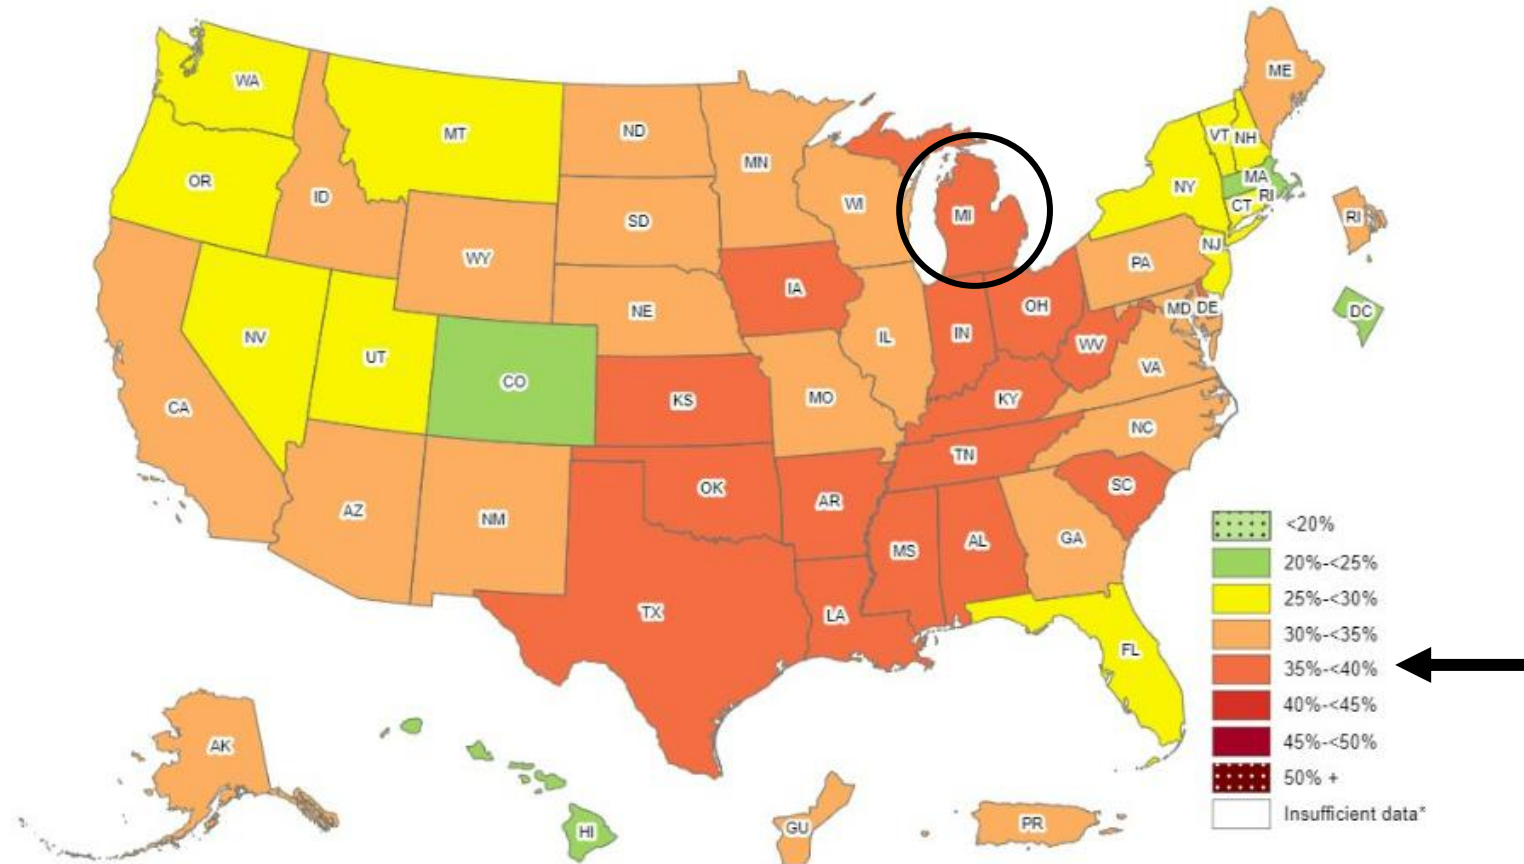 ME
WA
MT
ND
VT
NH
MN
OR
MA
NY
ID
RI
CT
WI
MI
RI
SD
NJ
WY
PA
IA
OH
MD
DE
NE
DC
NV
IN
IL
WV
UT
VA
CO
MO
KY
KS
CA
NC
TN
SC
OK
AR
AZ
NM
GA
MS
AL
<20%
20%-<25%
25%-<30%
TX
LA
30%-<35%
FL
35%-<40%
40%-<45%
45%-<50%
AK
50% +
Insufficient data*
HI
GU
PR